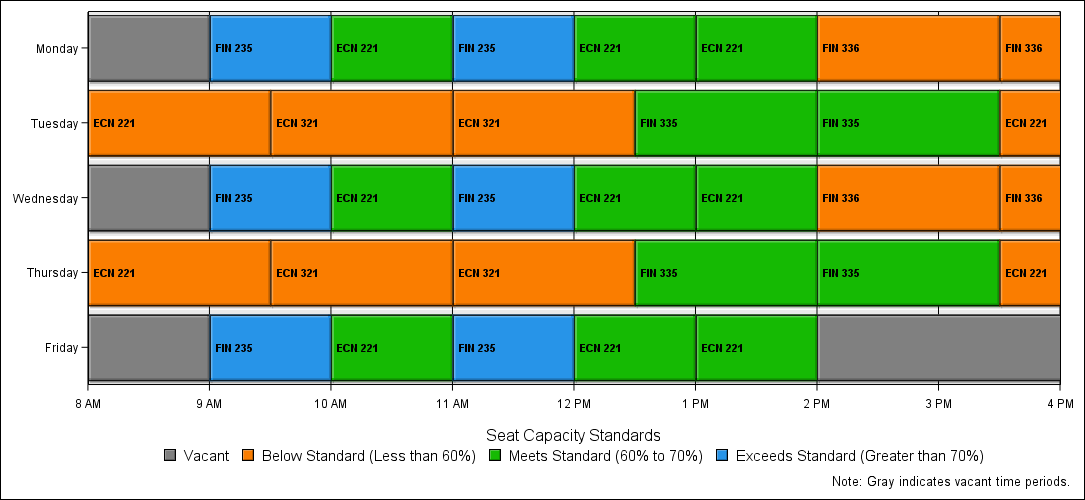 Monday FIN 235 ECN 221 FIN 235 ECN 221 ECN 221 FIN 336 FIN 336
Tuesday ECN 221 ECN 321 ECN 321 FIN 335 FIN 335 ECN 221
Wednesday FIN 235 ECN 221 FIN 235 ECN 221 ECN 221 FIN 336 FIN 336
Thursday ECN 221 ECN 321 ECN 321 FIN 335 FIN 335 ECN 221
Friday FIN 235 ECN 221 FIN 235 ECN 221 ECN 221
8 AM 9 AM 10 AM 11 AM 12 PM 1 PM 2 PM 3 PM 4 PM
Seat Capacity Standards
Vacant Below Standard (Less than 60%) Meets Standard (60% to 70%) Exceeds Standard (Greater than 70%)
Note: Gray indicates vacant time periods.